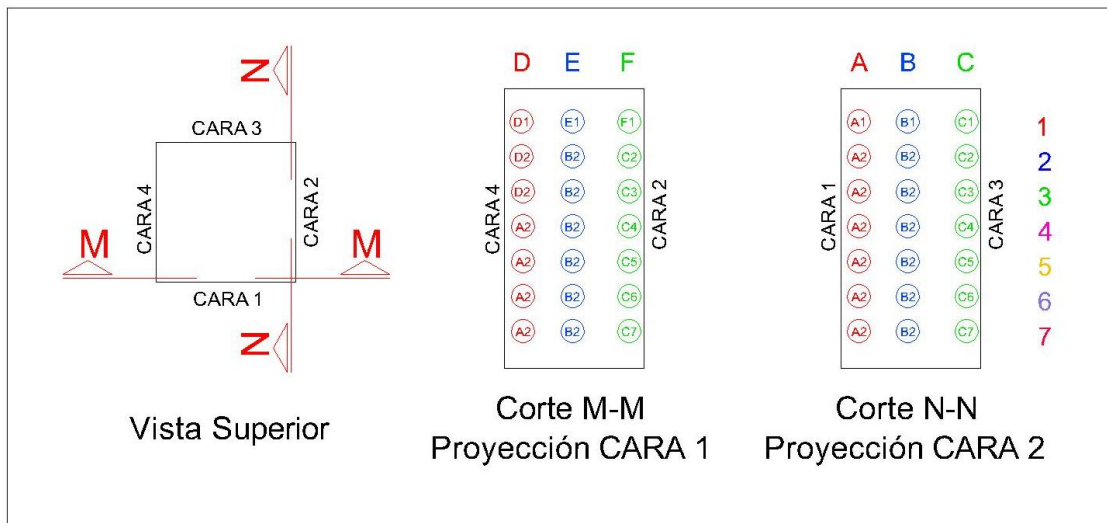 N
CARA 3
CARA 4
CARA 2
M
M
CARA 1
N
Vista Superior
D E F
D1 E1 F1
D2 B2 C2
D2 B2 C3
A2 B2 C4
A2 B2 C5
A2 B2 C6
A2 B2 C7
CARA 4
CARA 2
Corte M-M
Proyección CARA 1
A B C
A1 B1 C1 1
A2 B2 C2 2
A2 B2 C3 3
A2 B2 C4 4
A2 B2 C5 5
A2 B2 C6 6
A2 B2 C7 7
CARA 1
CARA 3
Corte N-N
Proyección CARA 2